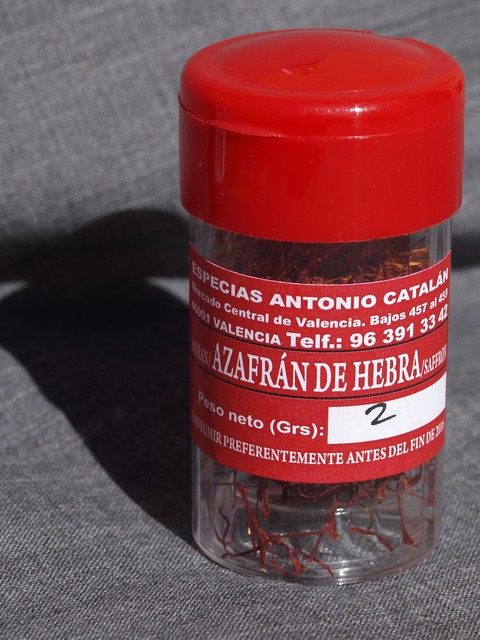 ESPECIAS ANTONIO CATALÁN
Mercado Central de Valencia. Bajos 457 al 459
46001 VALENCIA Telf.: 96 391 33 42
AZAFRÁN DE HEBRA/SAFFRON
Peso neto (Grs): 2
PREFERENTEMENTE ANTES DEL FIN DE